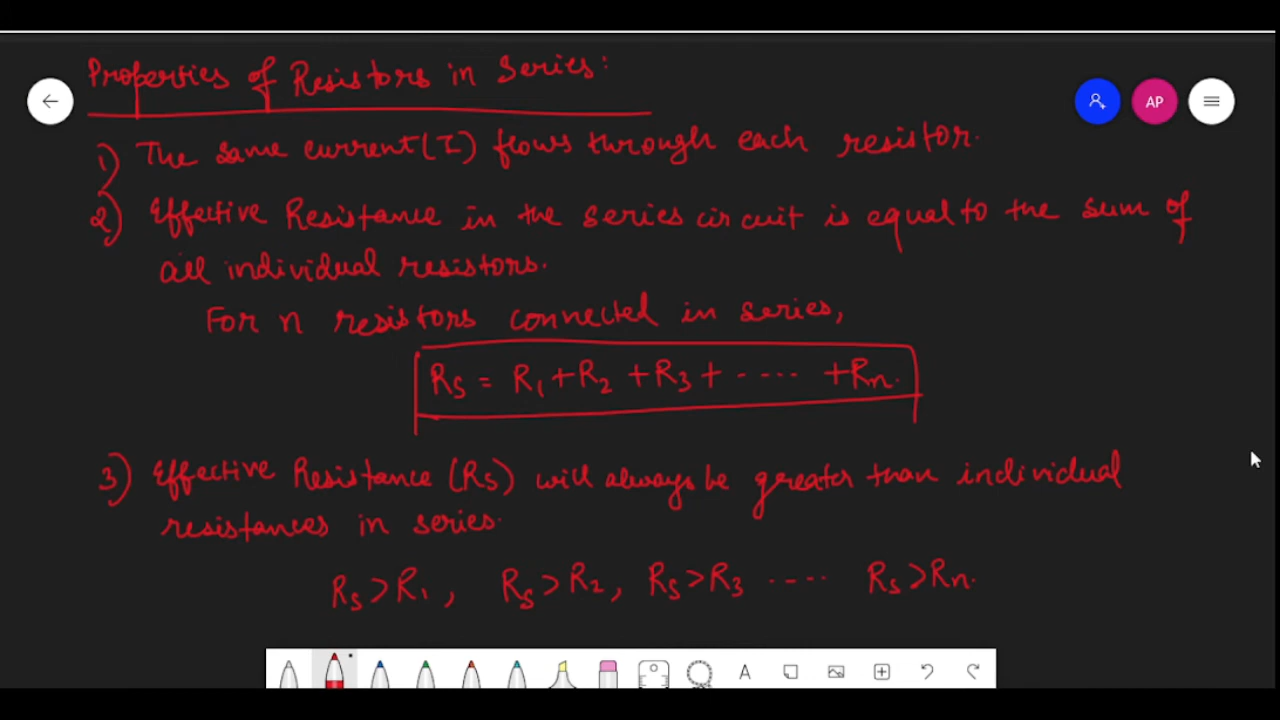 Properties of Resistors in Series:
AP
1) The same current (I) flows through each resistor.
2) Effective Resistance in the series circuit is equal to the sum of
all individual resistors.
For n resistors connected in series,
Rs = R1 + R2 + R3 + ..... + Rn.
3) Effective Resistance (Rs) will always be greater than individual
resistances in series.
Rs > R1, Rs > R2, Rs > R3 ..... Rs > Rn.
A